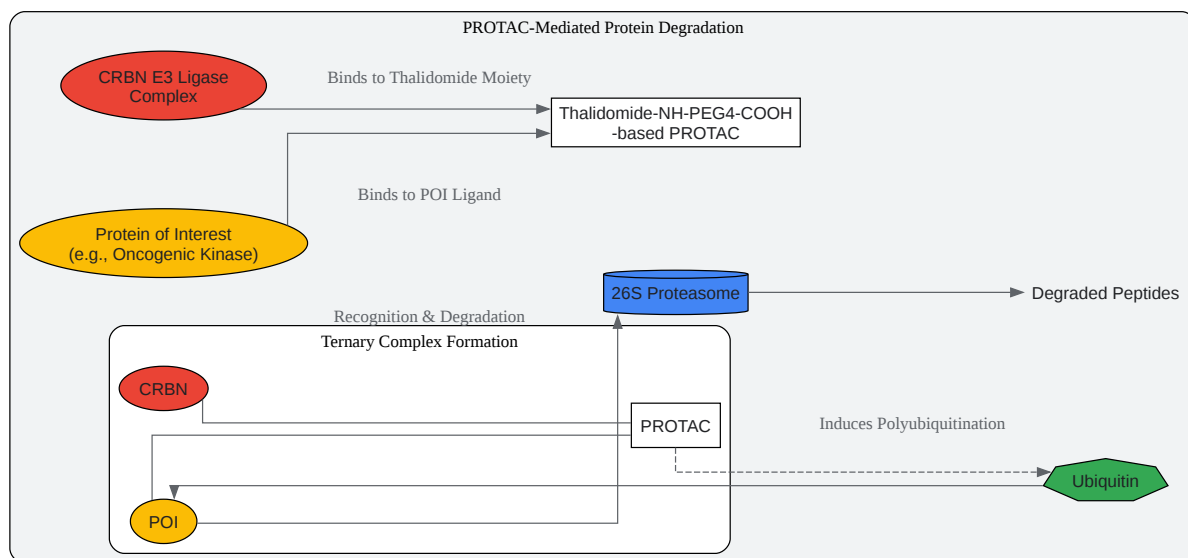 PROTAC-Mediated Protein Degradation
CRBN E3 Ligase
Complex
Binds to Thalidomide Moiety
Thalidomide-NH-PEG4-COOH
-based PROTAC
Binds to POI Ligand
Protein of Interest
(e.g., Oncogenic Kinase)
26S Proteasome
Degraded Peptides
Recognition & Degradation
Ternary Complex Formation
CRBN
PROTAC
Induces Polyubiquitination
Ubiquitin
POI